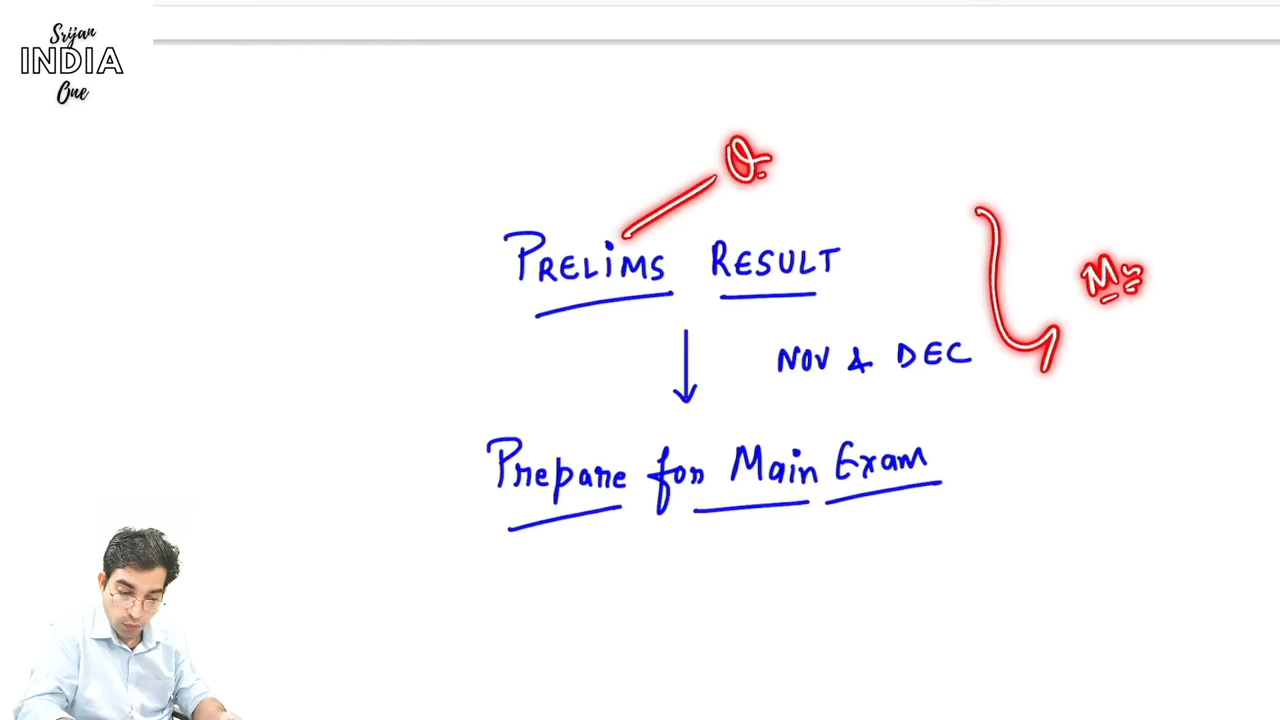 Srijan
INDIA
One
PRELIMS RESULT
NOV & DEC
Prepare for Main Exam